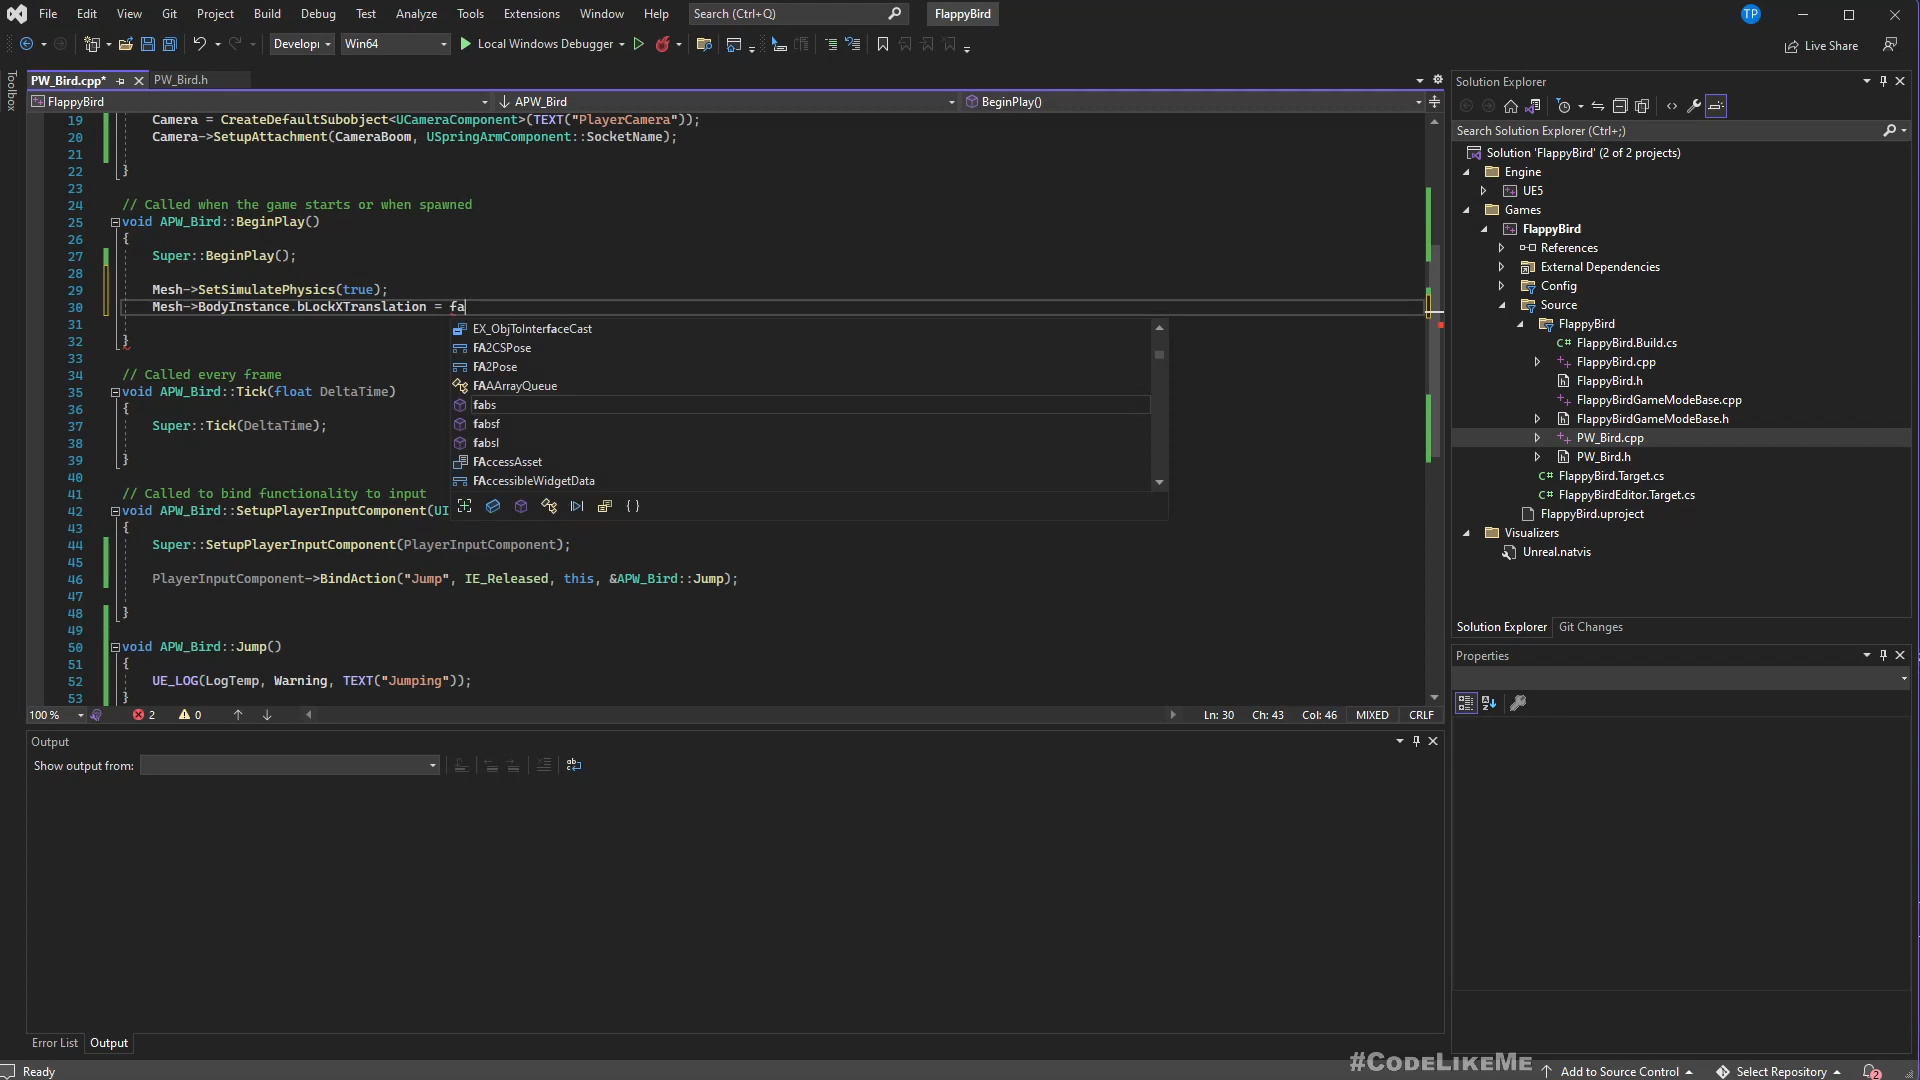 File Edit View Git Project Build Debug Test Analyze Tools Extensions Window Help Search (Ctrl+Q) FlappyBird TP
Develop Win64 Local Windows Debugger Live Share
Toolbox
PW_Bird.cpp* PW_Bird.h
FlappyBird APW_Bird BeginPlay()
19 Camera = CreateDefaultSubobject<UCameraComponent>(TEXT("PlayerCamera"));
20 Camera->SetupAttachment(CameraBoom, USpringArmComponent::SocketName);
21
22 }
23
24 // Called when the game starts or when spawned
25 void APW_Bird::BeginPlay()
26 {
27 Super::BeginPlay();
28
29 Mesh->SetSimulatePhysics(true);
30 Mesh->BodyInstance.bLockXTranslation = fa
31
32 }
33
34 // Called every frame
35 void APW_Bird::Tick(float DeltaTime)
36 {
37 Super::Tick(DeltaTime);
38
39 }
40
41 // Called to bind functionality to input
42 void APW_Bird::SetupPlayerInputComponent(UI
43 {
44 Super::SetupPlayerInputComponent(PlayerInputComponent);
45
46 PlayerInputComponent->BindAction("Jump", IE_Released, this, &APW_Bird::Jump);
47
48 }
49
50 void APW_Bird::Jump()
51 {
52 UE_LOG(LogTemp, Warning, TEXT("Jumping"));
53 }
EX_ObjToInterfaceCast
FA2CSPose
FA2Pose
FAAArrayQueue
fabs
fabsf
fabsl
FAccessAsset
FAccessibleWidgetData
{ }
100 % 2 0 Ln: 30 Ch: 43 Col: 46 MIXED CRLF
Output
Show output from:
Error List Output
Solution Explorer
Search Solution Explorer (Ctrl+;)
Solution 'FlappyBird' (2 of 2 projects)
Engine
UE5
Games
FlappyBird
References
External Dependencies
Config
Source
FlappyBird
FlappyBird.Build.cs
FlappyBird.cpp
FlappyBird.h
FlappyBirdGameModeBase.cpp
FlappyBirdGameModeBase.h
PW_Bird.cpp
PW_Bird.h
FlappyBird.Target.cs
FlappyBirdEditor.Target.cs
FlappyBird.uproject
Visualizers
Unreal.natvis
Solution Explorer Git Changes
Properties
#CodeLikeMe
Ready Add to Source Control Select Repository 2